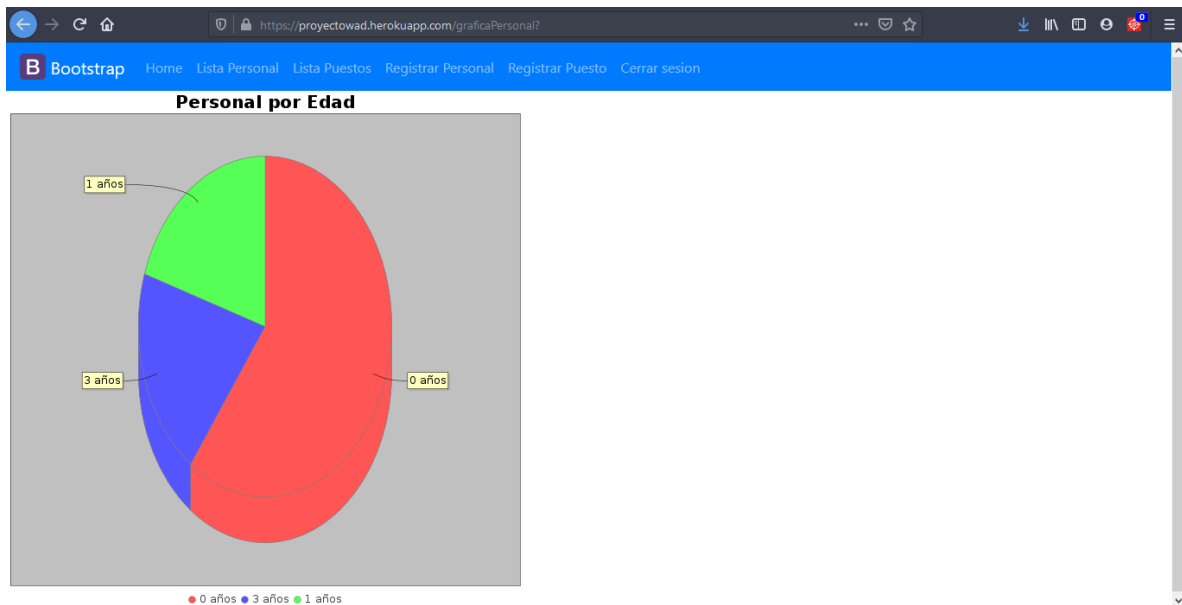 https://proyectowad.herokuapp.com/graficaPersonal?
0
B Bootstrap Home Lista Personal Lista Puestos Registrar Personal Registrar Puesto Cerrar sesion
Personal por Edad
1 años
3 años
0 años
0 años 3 años 1 años